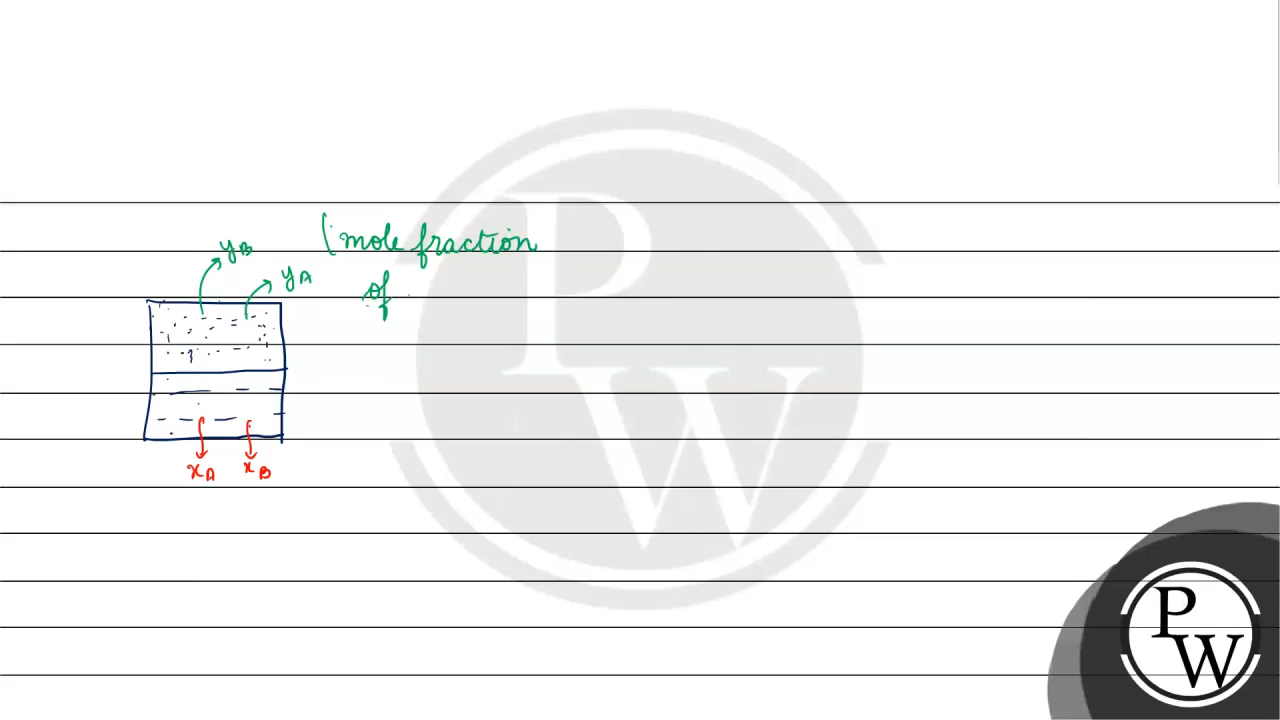 (mole fraction
y_B
y_A
of
x_A
x_B
P
W
P
W